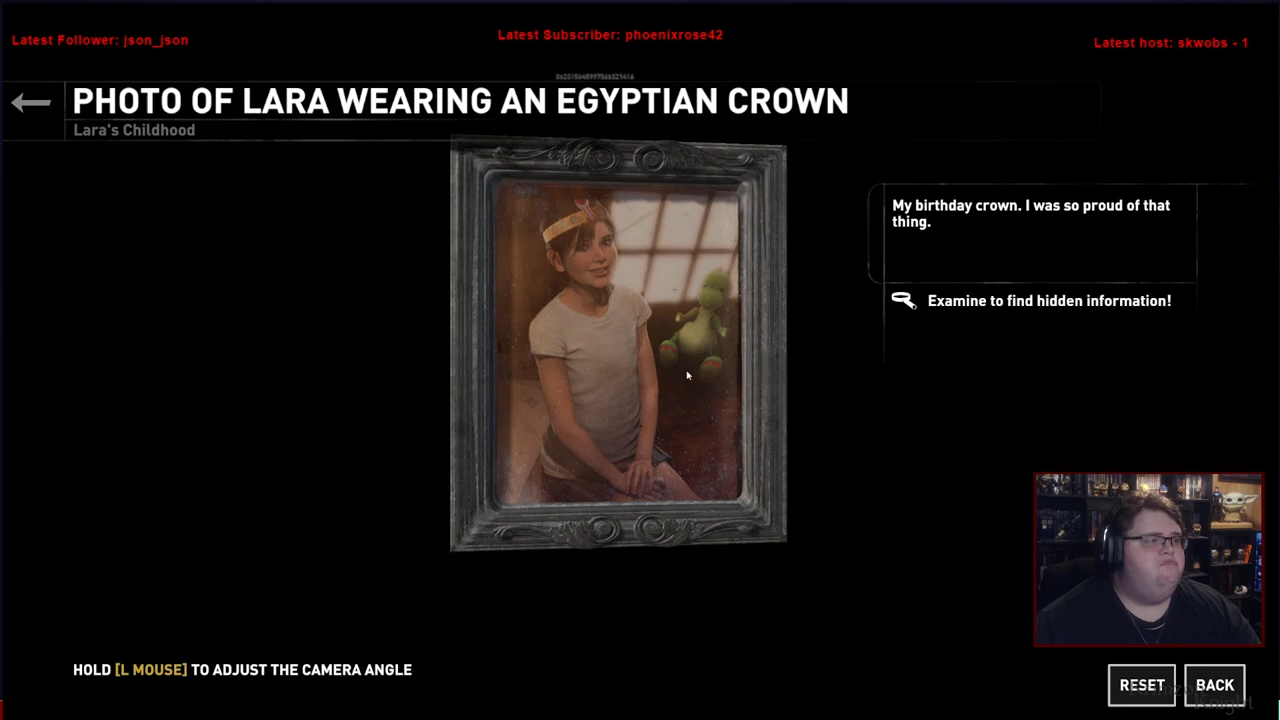 Latest Follower: json_json
Latest Subscriber: phoenixrose42
Latest host: skwobs - 1
PHOTO OF LARA WEARING AN EGYPTIAN CROWN
Lara's Childhood
My birthday crown. I was so proud of that
thing.
Examine to find hidden information!
HOLD [L MOUSE] TO ADJUST THE CAMERA ANGLE
RESET
BACK